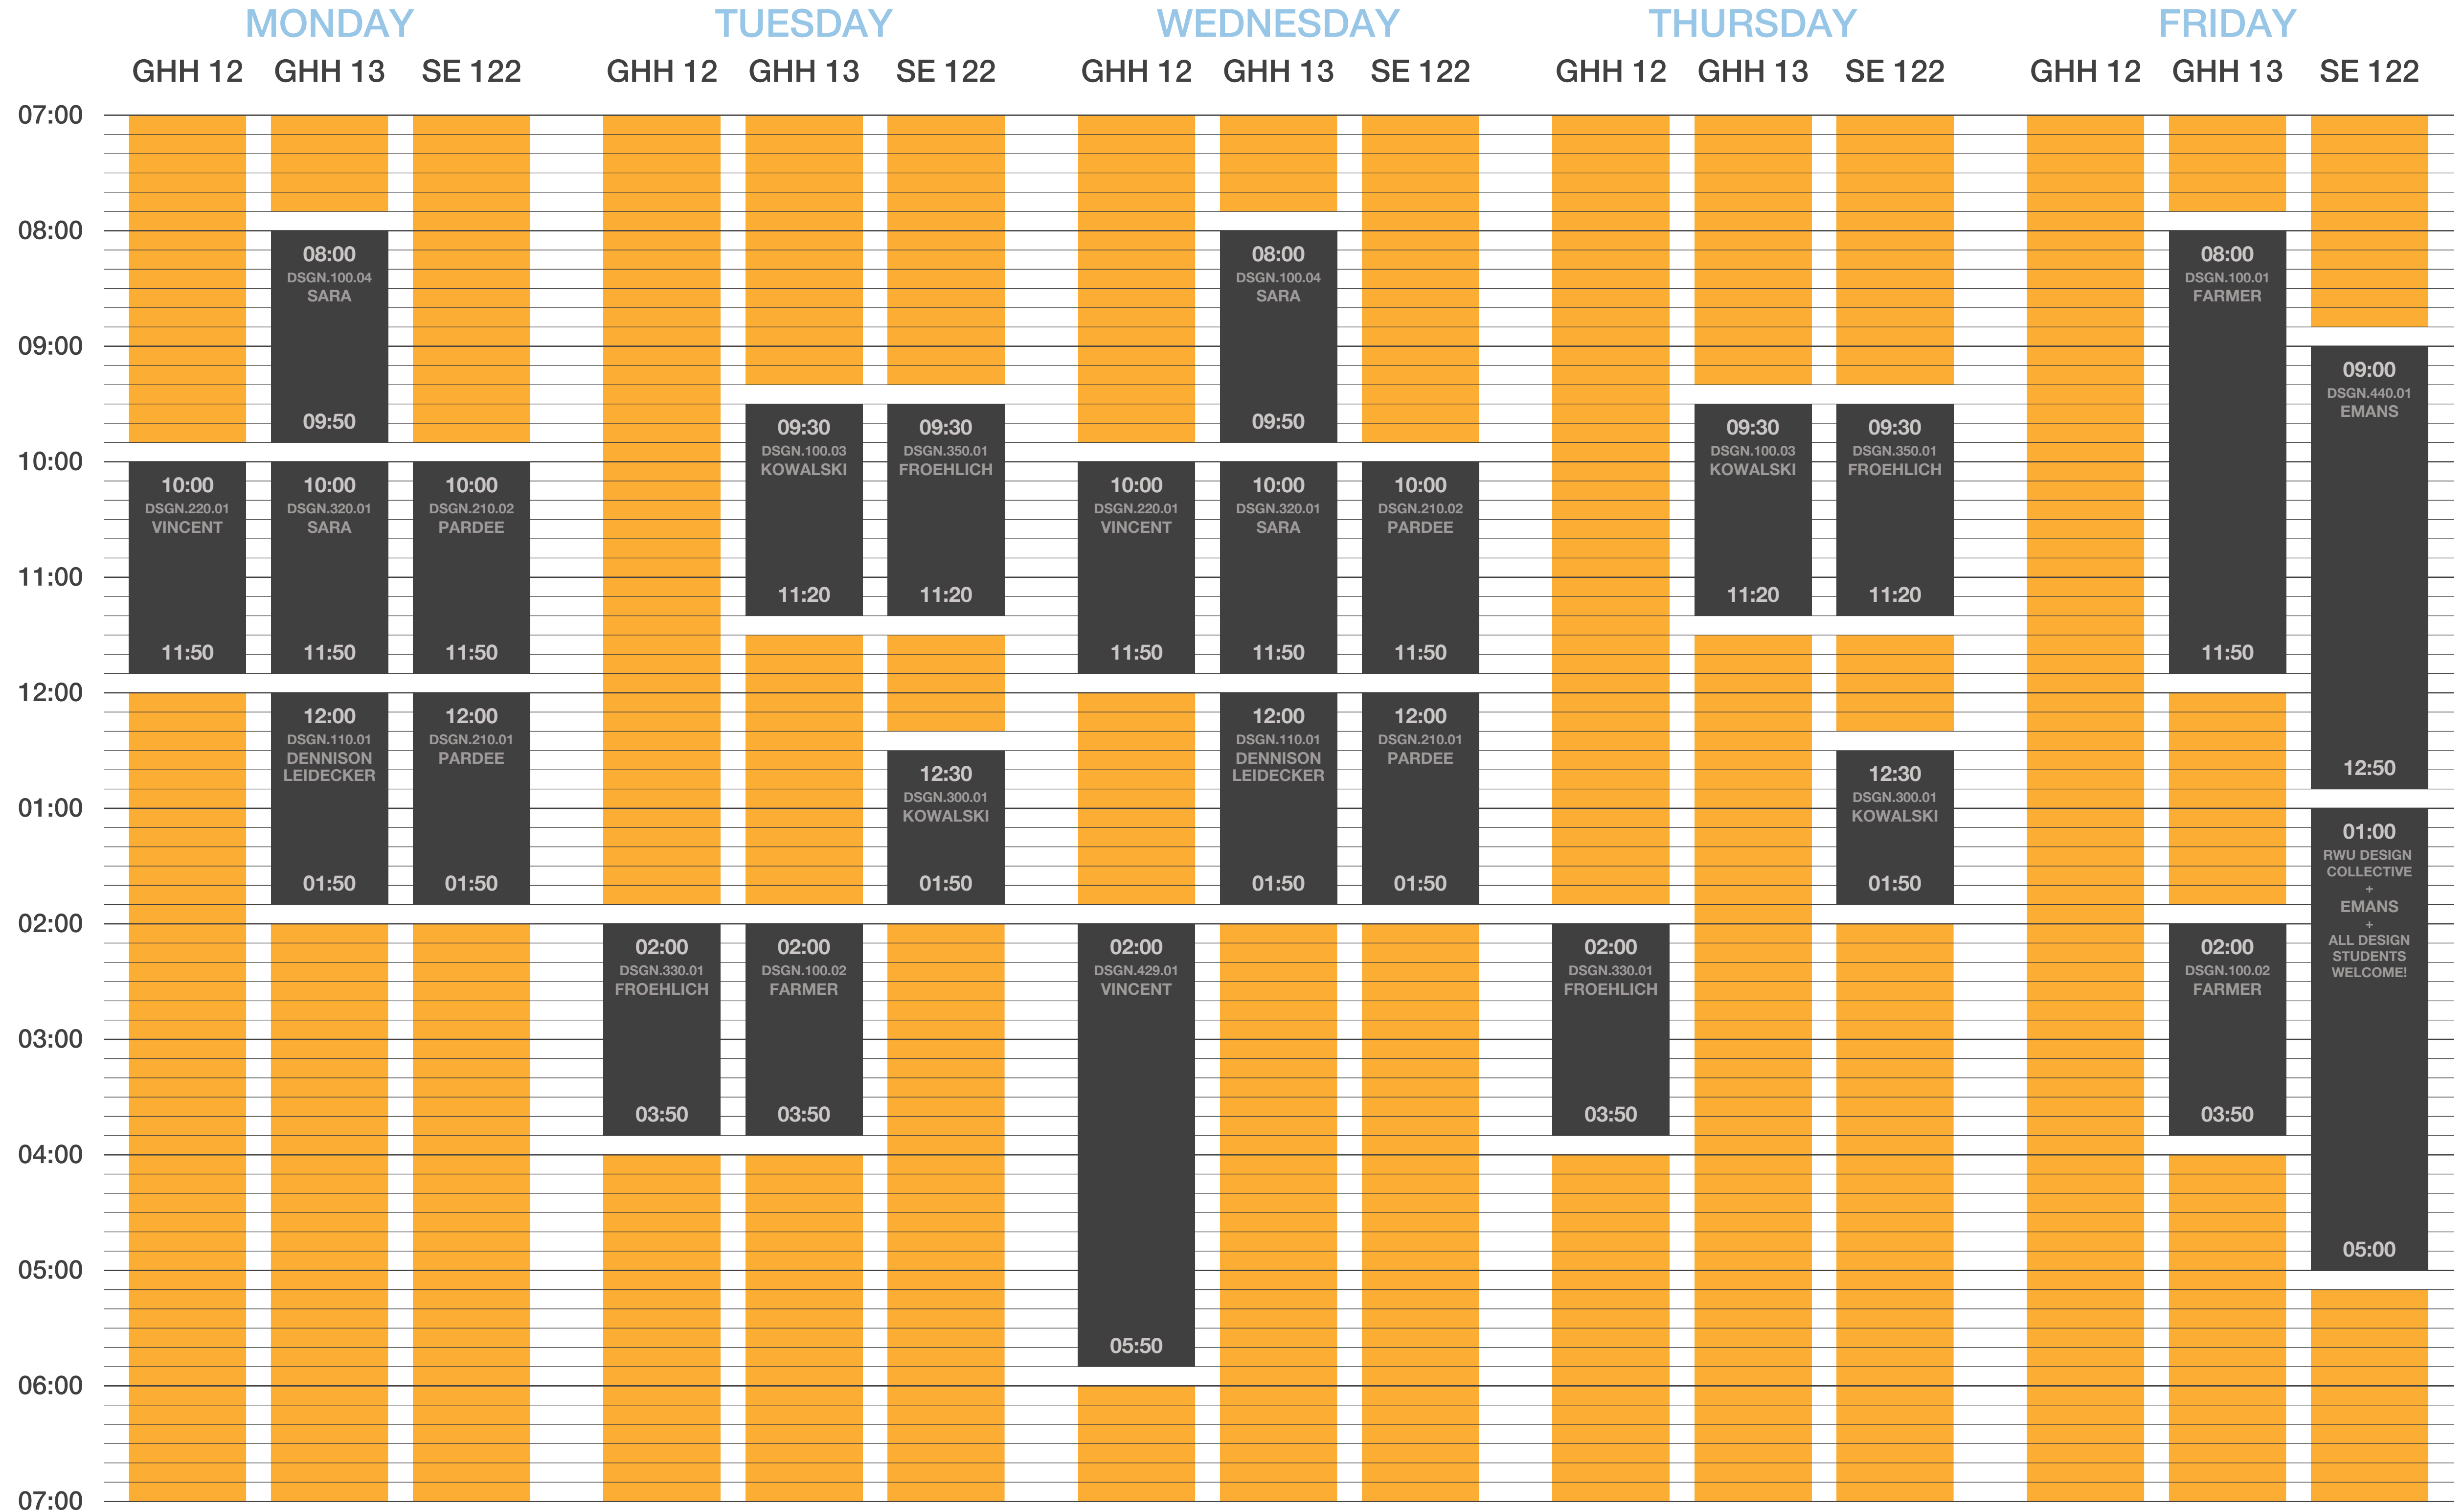 MONDAY TUESDAY WEDNESDAY THURSDAY FRIDAY
GHH 12 GHH 13 SE 122 GHH 12 GHH 13 SE 122 GHH 12 GHH 13 SE 122 GHH 12 GHH 13 SE 122 GHH 12 GHH 13 SE 122
07:00
08:00
09:00
10:00
11:00
12:00
01:00
02:00
03:00
04:00
05:00
06:00
07:00
10:00
DSGN.220.01
VINCENT
11:50
08:00
DSGN.100.04
SARA
09:50
10:00
DSGN.320.01
SARA
11:50
12:00
DSGN.110.01
DENNISON
LEIDECKER
01:50
10:00
DSGN.210.02
PARDEE
11:50
12:00
DSGN.210.01
PARDEE
01:50
02:00
DSGN.330.01
FROEHLICH
03:50
09:30
DSGN.100.03
KOWALSKI
11:20
02:00
DSGN.100.02
FARMER
03:50
09:30
DSGN.350.01
FROEHLICH
11:20
12:30
DSGN.300.01
KOWALSKI
01:50
10:00
DSGN.220.01
VINCENT
11:50
02:00
DSGN.429.01
VINCENT
05:50
08:00
DSGN.100.04
SARA
09:50
10:00
DSGN.320.01
SARA
11:50
12:00
DSGN.110.01
DENNISON
LEIDECKER
01:50
10:00
DSGN.210.02
PARDEE
11:50
12:00
DSGN.210.01
PARDEE
01:50
02:00
DSGN.330.01
FROEHLICH
03:50
09:30
DSGN.100.03
KOWALSKI
11:20
09:30
DSGN.350.01
FROEHLICH
11:20
12:30
DSGN.300.01
KOWALSKI
01:50
08:00
DSGN.100.01
FARMER
11:50
02:00
DSGN.100.02
FARMER
03:50
09:00
DSGN.440.01
EMANS
12:50
01:00
RWU DESIGN
COLLECTIVE
+
EMANS
+
ALL DESIGN
STUDENTS
WELCOME!
05:00